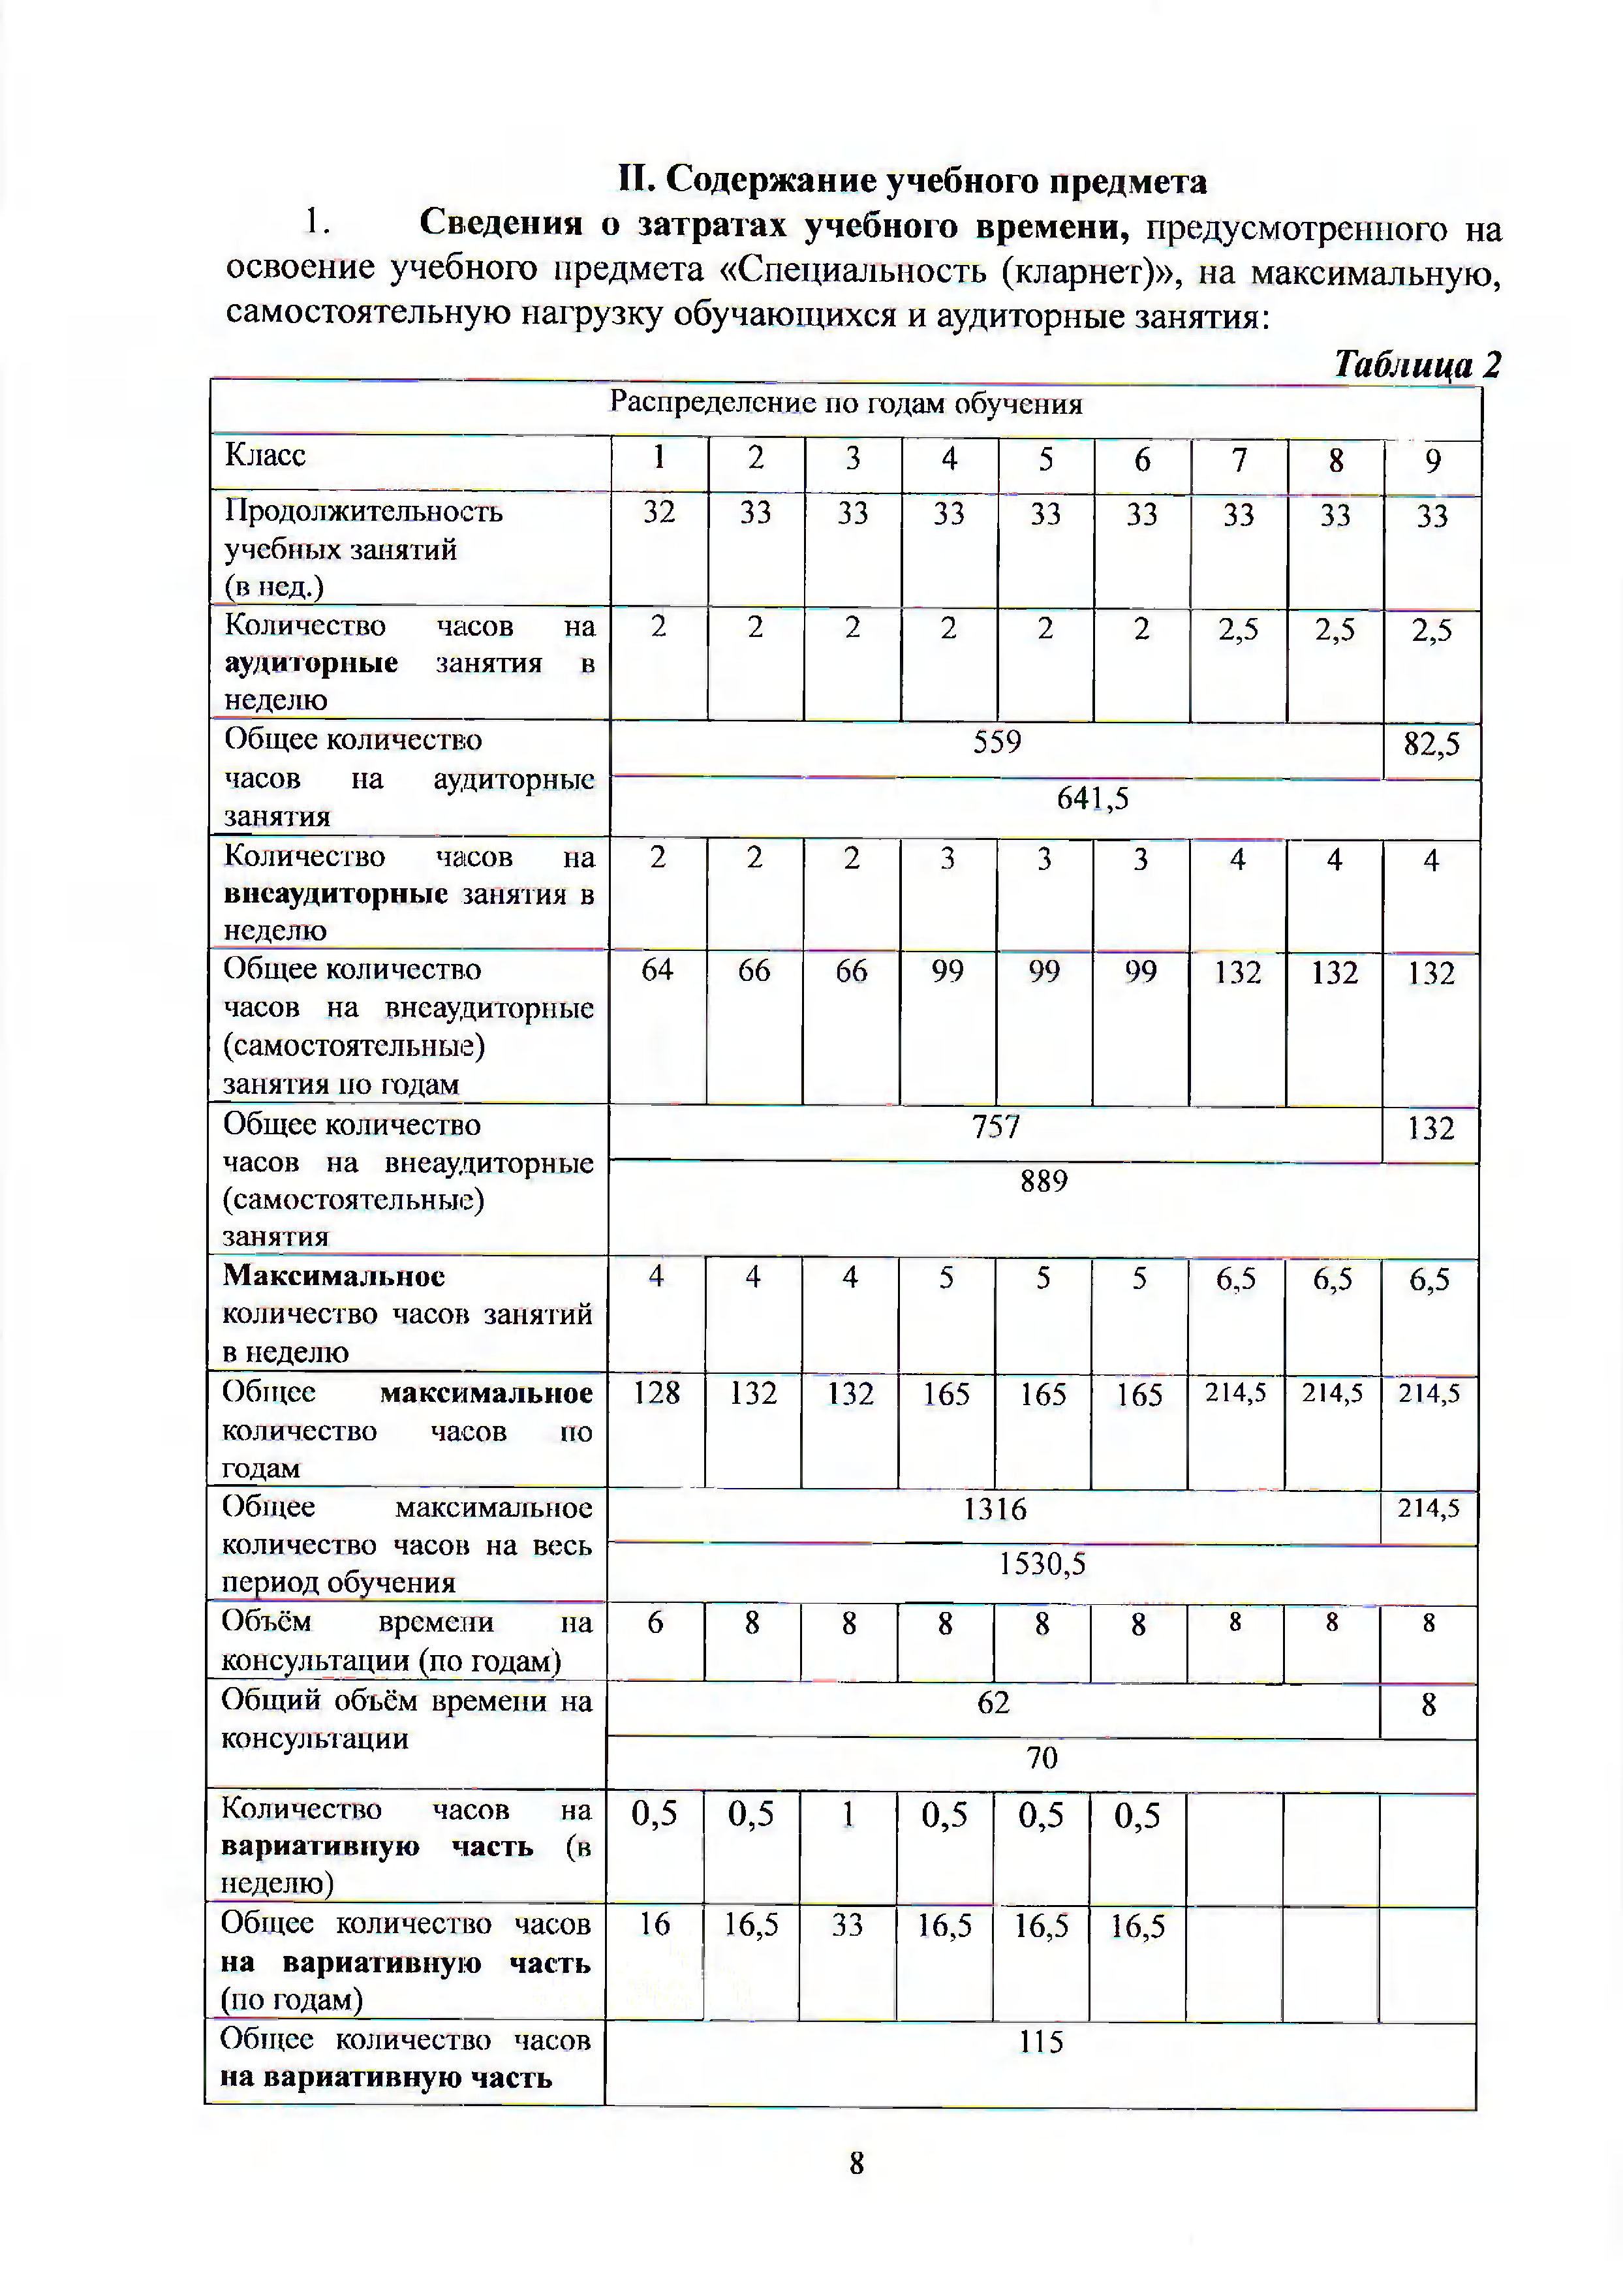 II. Содержание учебного предмета
1. Сведения о затратах учебного времени, предусмотренного на
освоение учебного предмета «Специальность (кларнет)», на максимальную,
самостоятельную нагрузку обучающихся и аудиторные занятия:
Таблица 2
Распределение по годам обучения
Класс 1 2 3 4 5 6 7 8 9
Продолжительность 32 33 33 33 33 33 33 33 33
учебных занятий
(в нед.)
Количество часов на 2 2 2 2 2 2 2,5 2,5 2,5
аудиторные занятия в
неделю
Общее количество 559 82,5
часов на аудиторные 641,5
занятия
Количество часов на 2 2 2 3 3 3 4 4 4
внеаудиторные занятия в
неделю
Общее количество 64 66 66 99 99 99 132 132 132
часов на внеаудиторные
(самостоятельные)
занятия по годам
Общее количество 757 132
часов на внеаудиторные 889
(самостоятельные)
занятия
Максимальное 4 4 4 5 5 5 6,5 6,5 6,5
количество часов занятий
в неделю
Общее максимальное 128 132 132 165 165 165 214,5 214,5 214,5
количество часов по
годам
Общее максимальное 1316 214,5
количество часов на весь 1530,5
период обучения
Объём времени на 6 8 8 8 8 8 8 8 8
консультации (по годам)
Общий объём времени на 62 8
консультации 70
Количество часов на 0,5 0,5 1 0,5 0,5 0,5
вариативную часть (в
неделю)
Общее количество часов 16 16,5 33 16,5 16,5 16,5
на вариативную часть
(по годам)
Общее количество часов 115
на вариативную часть
8